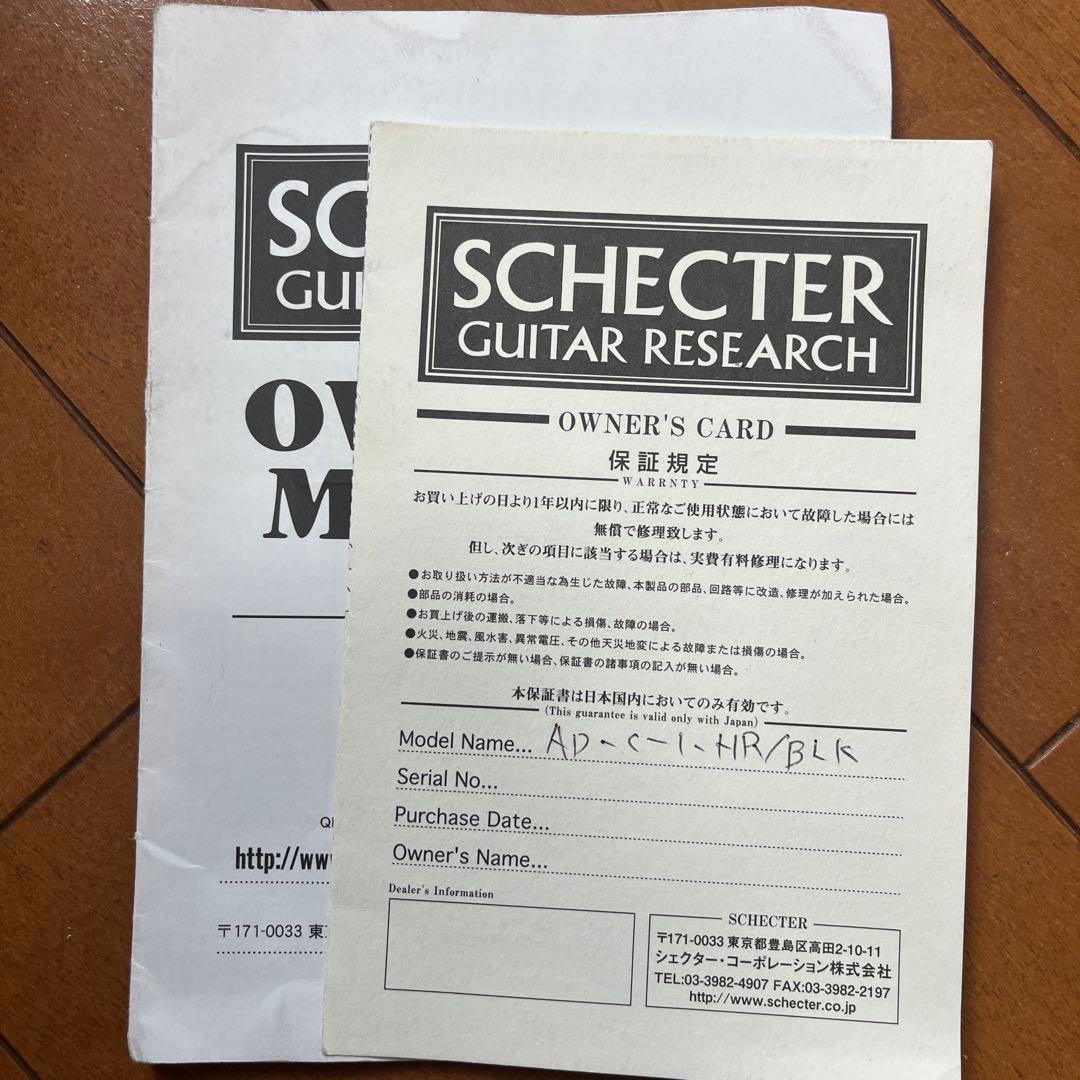 SC
GUI
OW
M
QI
http://www
〒171-0033 東京
SCHECTER
GUITAR RESEARCH
OWNER'S CARD
保証規定
WARRNTY
お買い上げの日より1年以内に限り、正常なご使用状態において故障した場合には
無償で修理致します。
但し、次ぎの項目に該当する場合は、実費有料修理になります。
●お取り扱い方法が不適当な為生じた故障、本製品の部品、回路等に改造、修理が加えられた場合。
●部品の消耗の場合。
●お買上げ後の運搬、落下等による損傷、故障の場合。
●火災、地震、風水害、異常電圧、その他天災地変による故障または損傷の場合。
●保証書のご提示が無い場合、保証書の諸事項の記入が無い場合。
本保証書は日本国内においてのみ有効です。
(This guarantee is valid only with Japan)
Model Name... AD-C-1-HR/BLK
Serial No...
Purchase Date...
Owner's Name...
Dealer's Information
SCHECTER
〒171-0033 東京都豊島区高田2-10-11
シェクター・コーポレーション株式会社
TEL:03-3982-4907 FAX:03-3982-2197
http://www.schecter.co.jp